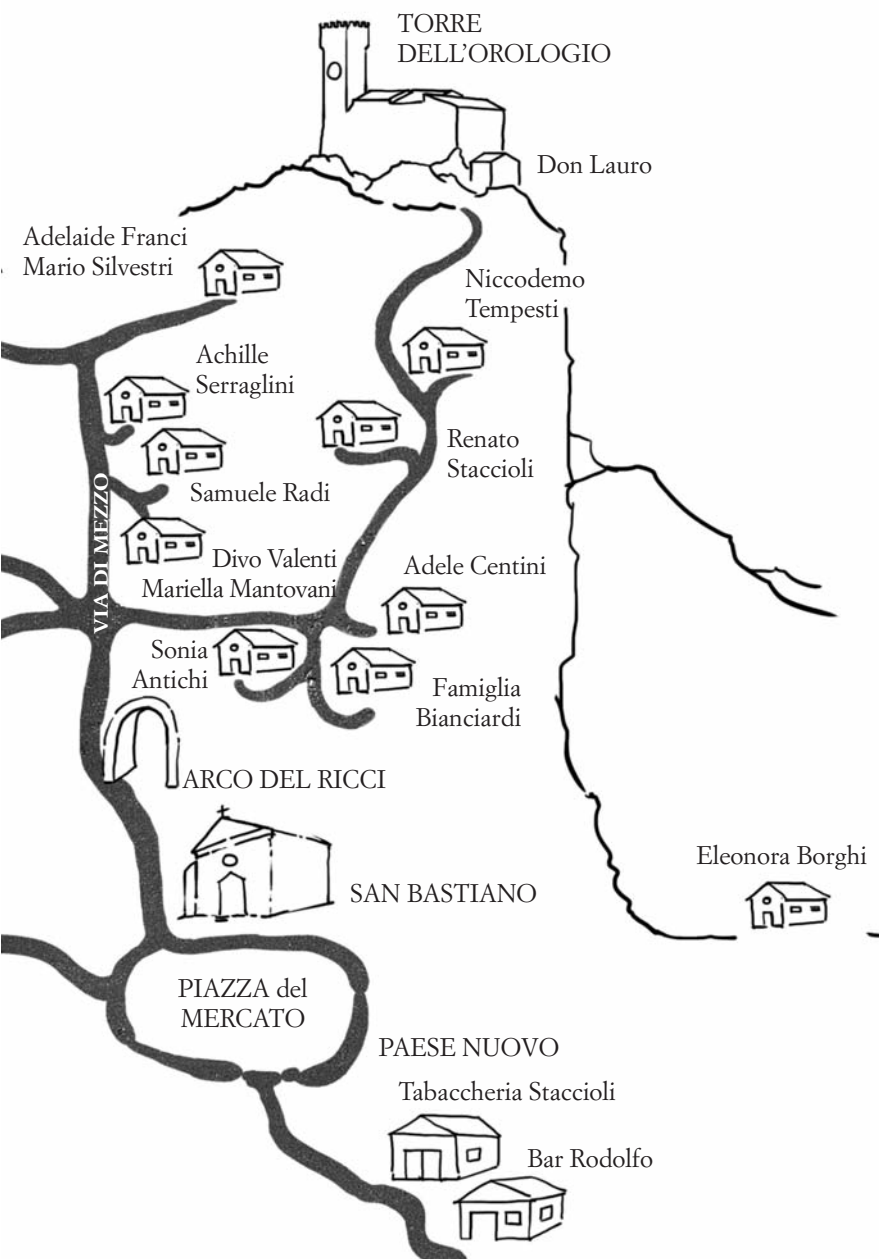 TORRE
DELL’OROLOGIO
Don Lauro
Adelaide Franci
Mario Silvestri
Niccodemo
Tempesti
Achille
Serraglini
Renato
Staccioli
Samuele Radi
VIA DI MEZZO
Divo Valenti
Mariella Mantovani
Adele Centini
Sonia
Antichi
Famiglia
Bianciardi
ARCO DEL RICCI
Eleonora Borghi
SAN BASTIANO
PIAZZA del
MERCATO
PAESE NUOVO
Tabaccheria Staccioli
Bar Rodolfo